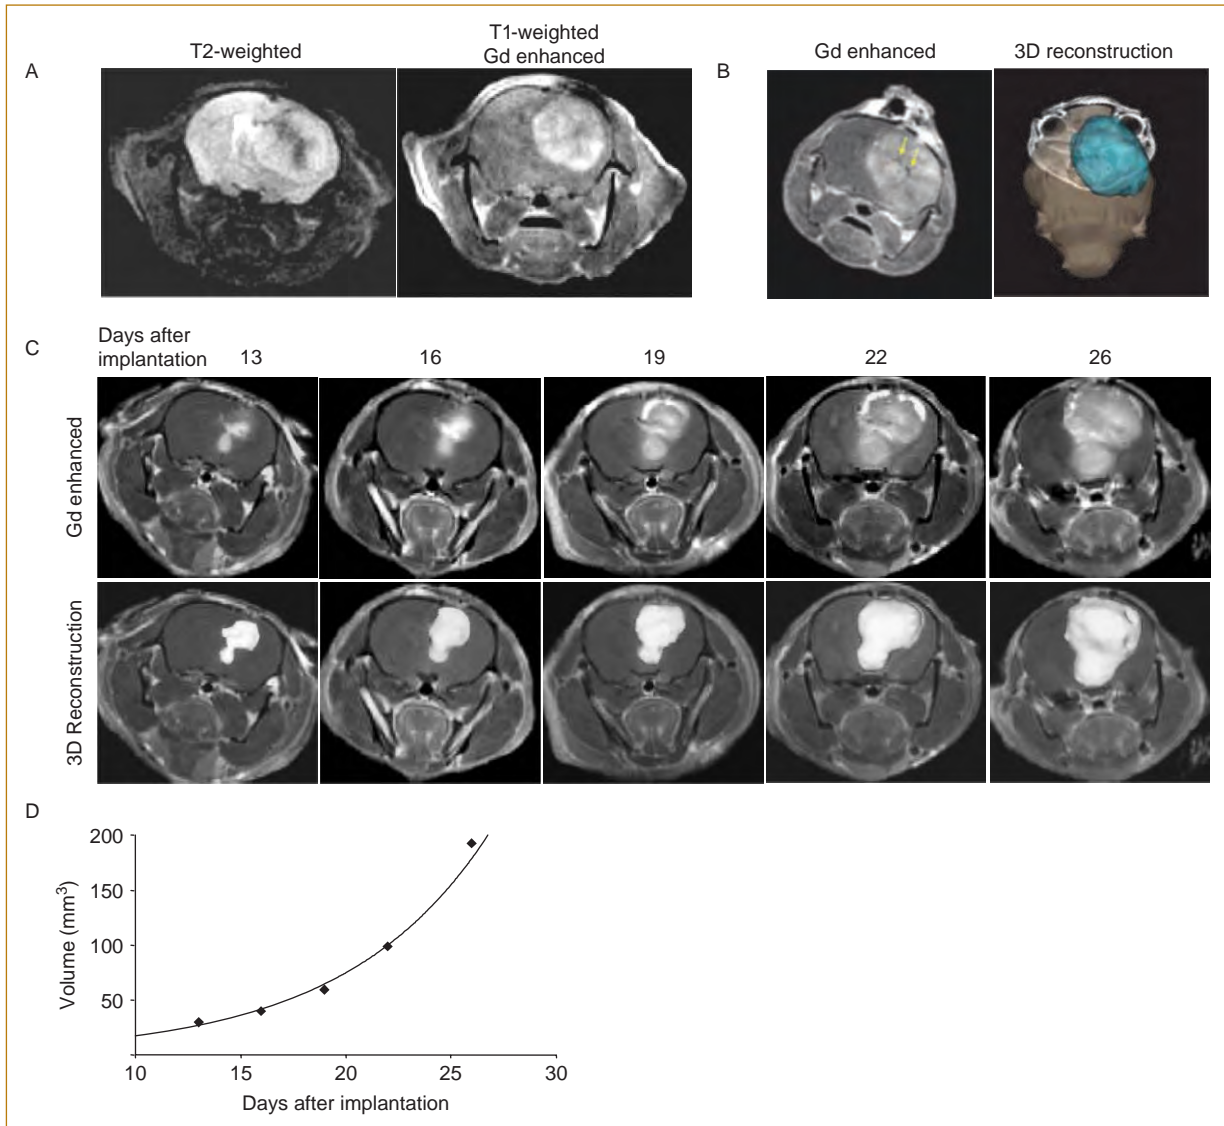 A
T2-weighted
T1-weighted
Gd enhanced
B
Gd enhanced
3D reconstruction
C
Days after
implantation
13
16
19
22
26
Gd enhanced
3D Reconstruction
D
200
150
100
50
Volume (mm³)
10
15
20
25
30
Days after implantation